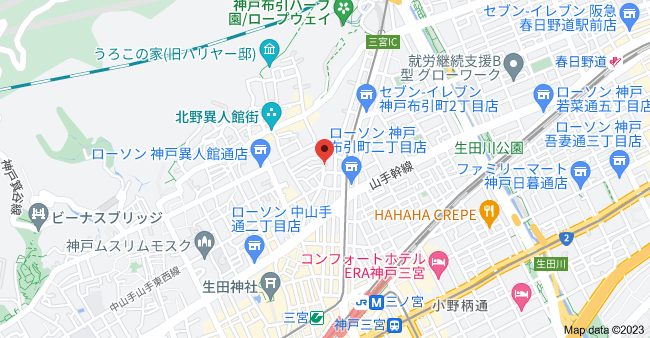 神戸布引ハーブ
園/ロープウェイ
セブン-イレブン 阪急
春日野道駅前店
三宮IC
うろこの家(旧ハリヤー邸)
就労継続支援B
型 グローワーク
春日野道
セブン-イレブン
神戸布引町2丁目店
ローソン 神戸
若菜通五丁目店
北野異人館街
ローソン 神戸
布引町二丁目店
生田川公園
ローソン 神戸
吾妻通三丁目店
ローソン 神戸異人館通店
山手幹線
ファミリーマート
神戸日暮通店
神戸箕谷線
ビーナスブリッジ
ローソン 中山手
通二丁目店
HAHAHA CREPE
神戸ムスリムモスク
2
コンフォートホテル
ERA神戸三宮
生田川
中山手山手東西線
生田神社
JR M 三ノ宮
小野柄通
三宮
神戸三宮
Map data ©2023